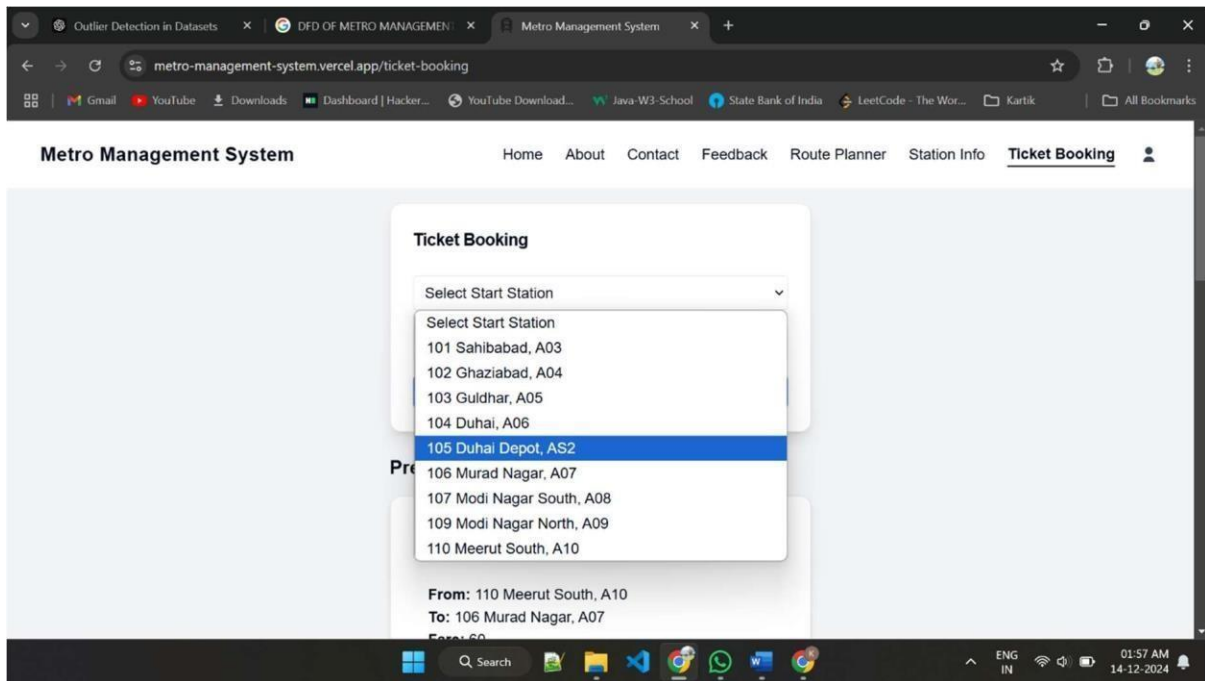 Outlier Detection in Datasets
DFD OF METRO MANAGEMENT
Metro Management System
metro-management-system.vercel.app/ticket-booking
Gmail
YouTube
Downloads
Dashboard | Hacker...
YouTube Download...
Java-W3-School
State Bank of India
LeetCode - The Wor...
Kartik
All Bookmarks
Metro Management System
Home About Contact Feedback Route Planner Station Info Ticket Booking
Ticket Booking
Select Start Station
Select Start Station
101 Sahibabad, A03
102 Ghaziabad, A04
103 Guldhar, A05
104 Duhai, A06
105 Duhai Depot, AS2
106 Murad Nagar, A07
107 Modi Nagar South, A08
109 Modi Nagar North, A09
110 Meerut South, A10
Pre
From: 110 Meerut South, A10
To: 106 Murad Nagar, A07
Fare: 60
Search
ENG
IN
01:57 AM
14-12-2024